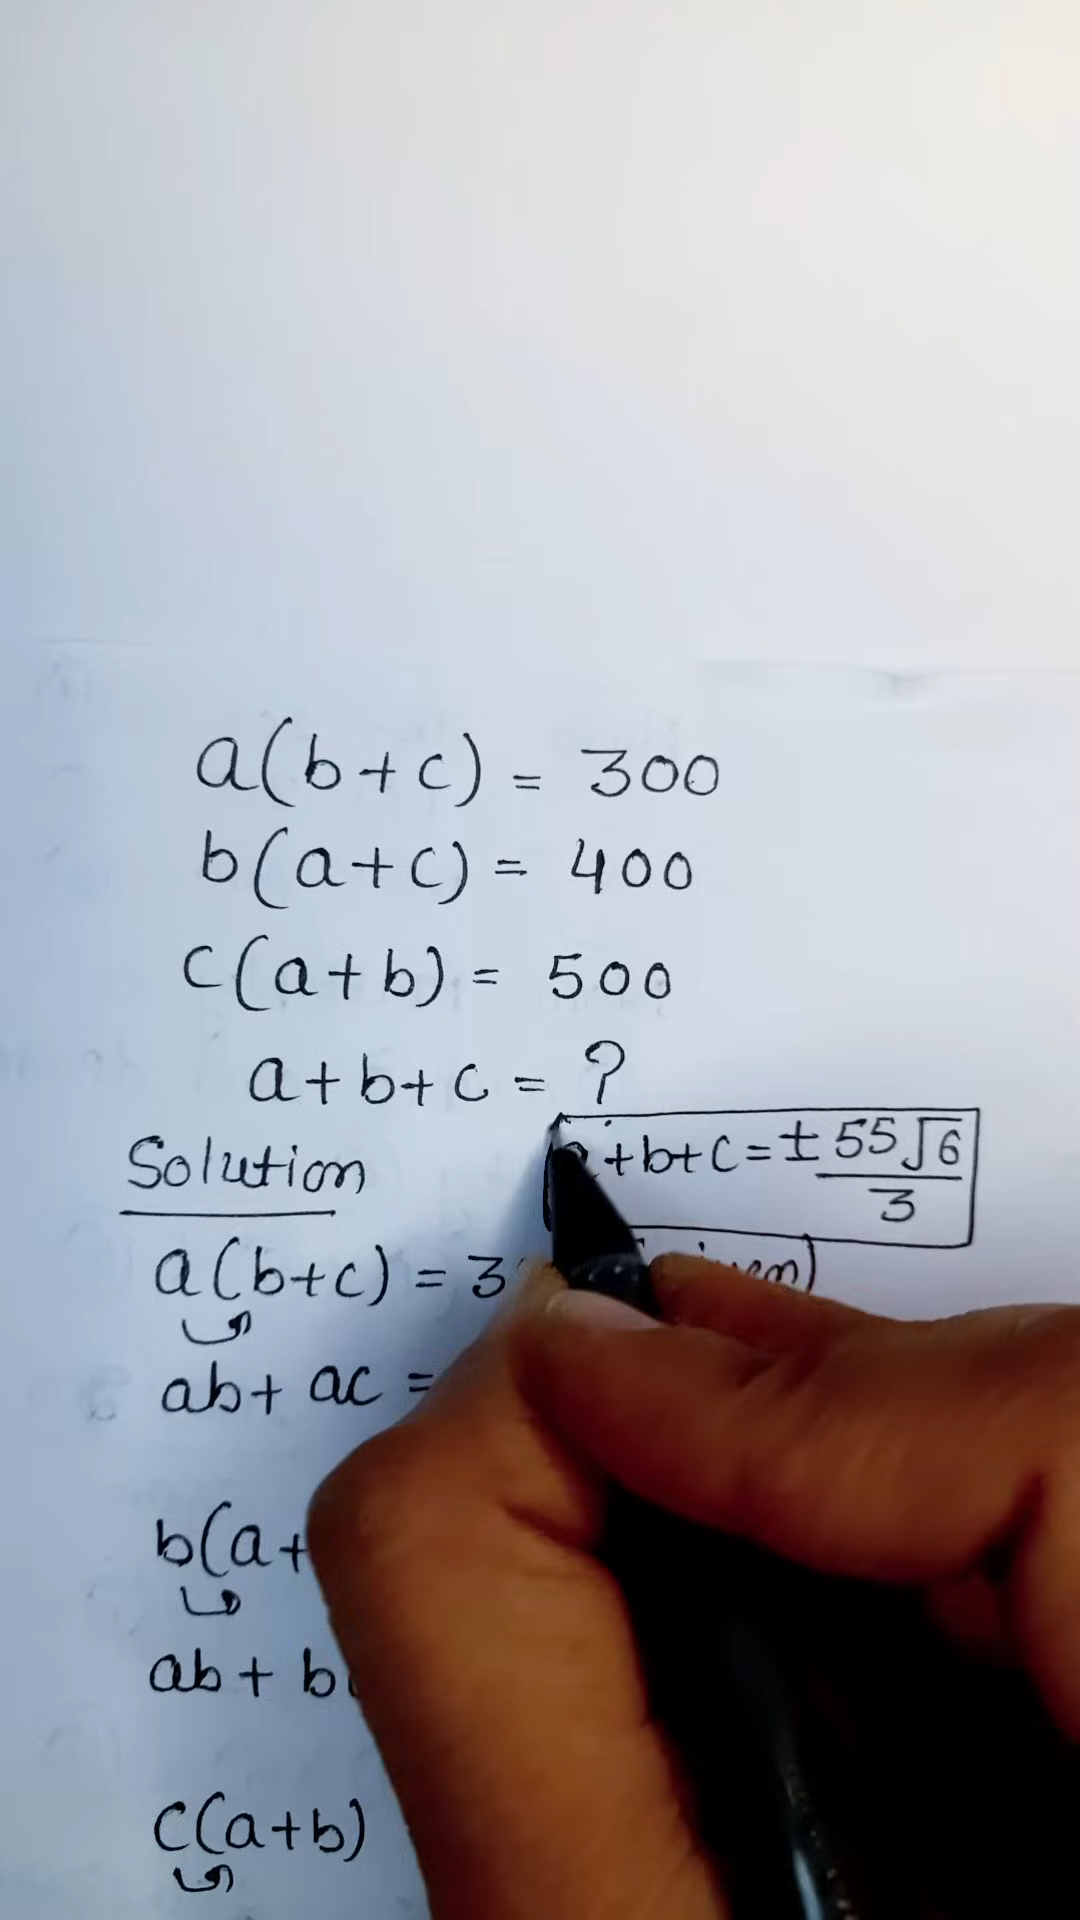 a(b+c) = 300
b(a+c) = 400
c(a+b) = 500
a+b+c = ?
Solution
+b+c = ± 55√6/3
a(b+c) = 3
ab+ ac =
b(a+
ab + b
c(a+b)